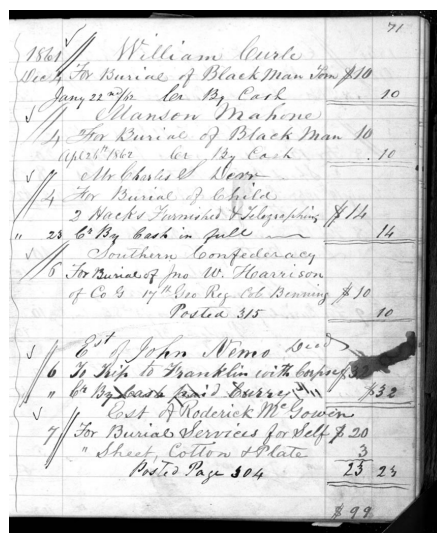 71
1861 William Curle
Dec 4 For Burial of Black Man Tom $10
Jany 22nd/62 Cr By Cash 10
Manson Mahone
4 For Burial of Black Man 10
Apl 26th 1862 Cr By Cash 10
Mr Charles S Derr
4 For Burial of Child
2 Hacks Furnished & Telegraphing $14
" 23 Cr By Cash in full 14
Southern Confederacy
6 For Burial of Jno W. Harrison
of Co G 17th Geo Reg Col Benning $10
Posted 315 10
Est of John Nemo Decd
6 To Trip to Franklin with Corpse $32
" Cr By Cash paid Curry $32
Est of Roderick McGowin
7 For Burial Services for Self $20
" Sheet, Cotton & Plate 3
Posted Page 304 23 23
$99